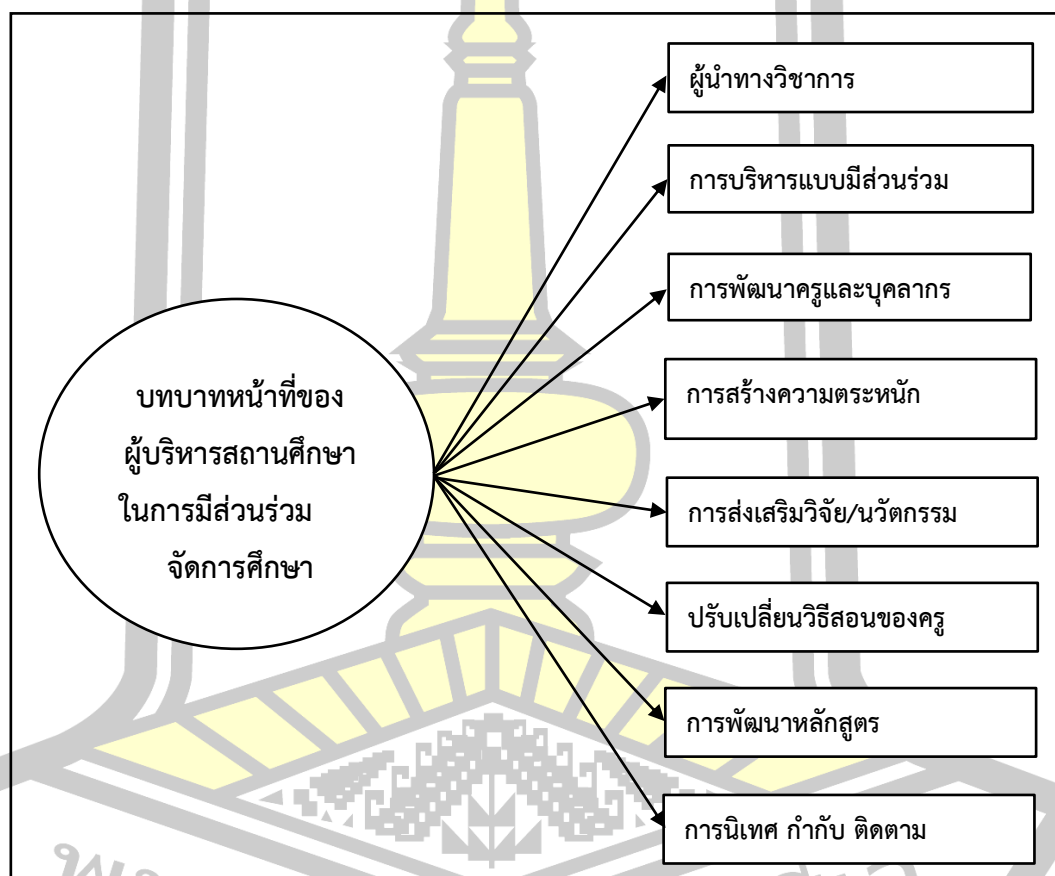 บทบาทหน้าที่ของ
ผู้บริหารสถานศึกษา
ในการมีส่วนร่วม
จัดการศึกษา
ผู้นำทางวิชาการ
การบริหารแบบมีส่วนร่วม
การพัฒนาครูและบุคลากร
การสร้างความตระหนัก
การส่งเสริมวิจัย/นวัตกรรม
ปรับเปลี่ยนวิธีสอนของครู
การพัฒนาหลักสูตร
การนิเทศ กำกับ ติดตาม